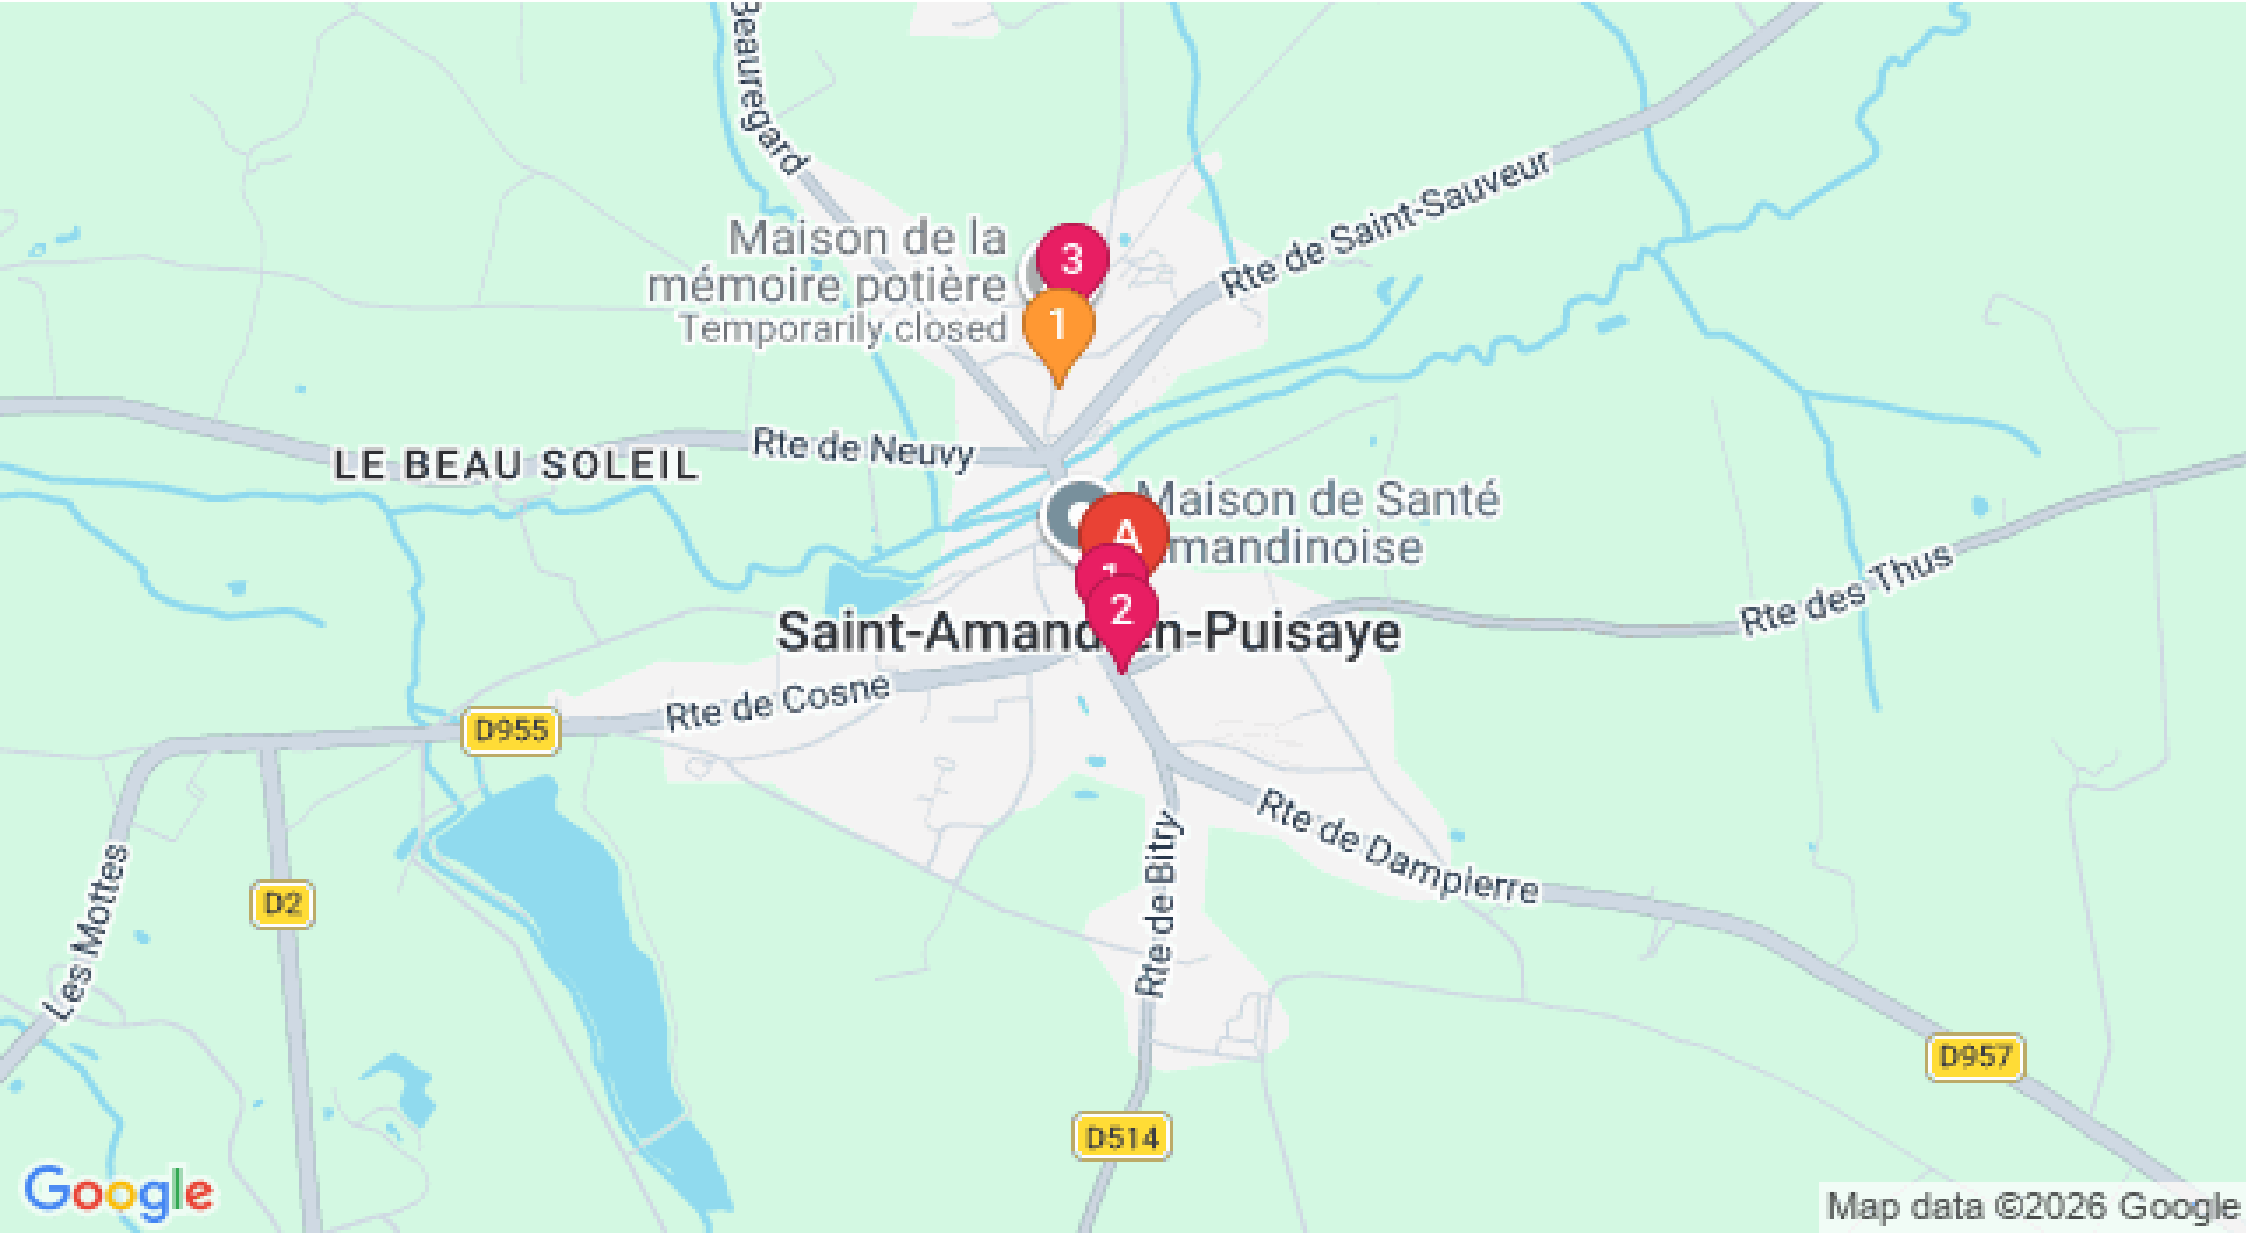 Beauregard
Maison de la
mémoire potière
Temporarily closed
3
1
Rte de Saint-Sauveur
Rte de Neuvy
LE BEAU SOLEIL
Maison de Santé
mandinoise
A
1
2
Saint-Amand-en-Puisaye
Rte des Thus
Rte de Cosne
D955
Rte de Dampierre
Rte de Bitry
D2
Les Mottes
D957
D514
Google
Map data ©2026 Google